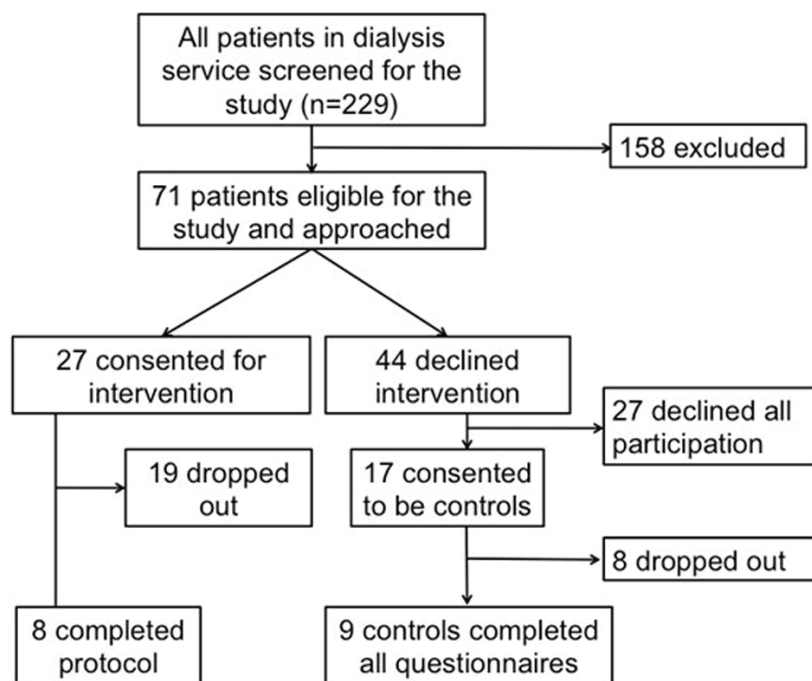 All patients in dialysis
service screened for the
study (n=229)
158 excluded
71 patients eligible for the
study and approached
27 consented for
intervention
44 declined
intervention
27 declined all
participation
19 dropped
out
17 consented
to be controls
8 dropped out
8 completed
protocol
9 controls completed
all questionnaires